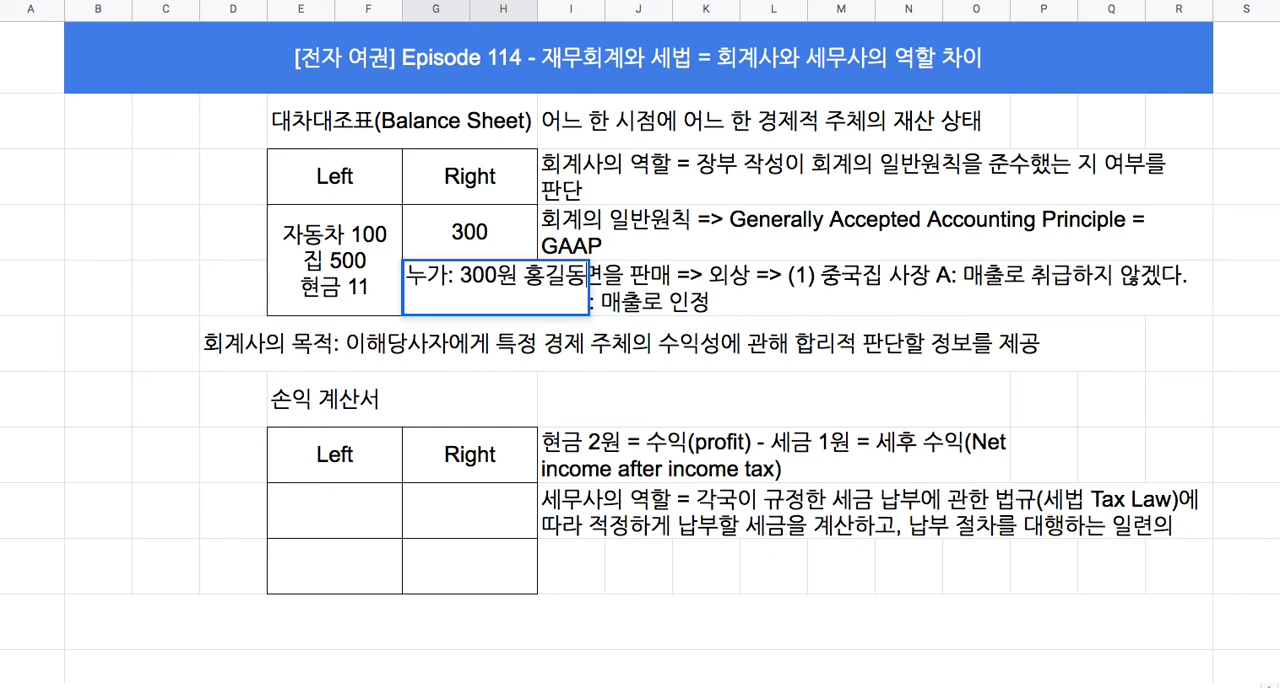 A B C D E F G H I J K L M N O P Q R S
[전자 여권] Episode 114 - 재무회계와 세법 = 회계사와 세무사의 역할 차이
대차대조표(Balance Sheet) 어느 한 시점에 어느 한 경제적 주체의 재산 상태
Left Right 회계사의 역할 = 장부 작성이 회계의 일반원칙을 준수했는 지 여부를
판단
자동차 100
집 500
현금 11
300 회계의 일반원칙 => Generally Accepted Accounting Principle =
GAAP
누가: 300원 홍길동면을 판매 => 외상 => (1) 중국집 사장 A: 매출로 취급하지 않겠다.
: 매출로 인정
회계사의 목적: 이해당사자에게 특정 경제 주체의 수익성에 관해 합리적 판단할 정보를 제공
손익 계산서
Left Right 현금 2원 = 수익(profit) - 세금 1원 = 세후 수익(Net
income after income tax)
세무사의 역할 = 각국이 규정한 세금 납부에 관한 법규(세법 Tax Law)에
따라 적정하게 납부할 세금을 계산하고, 납부 절차를 대행하는 일련의